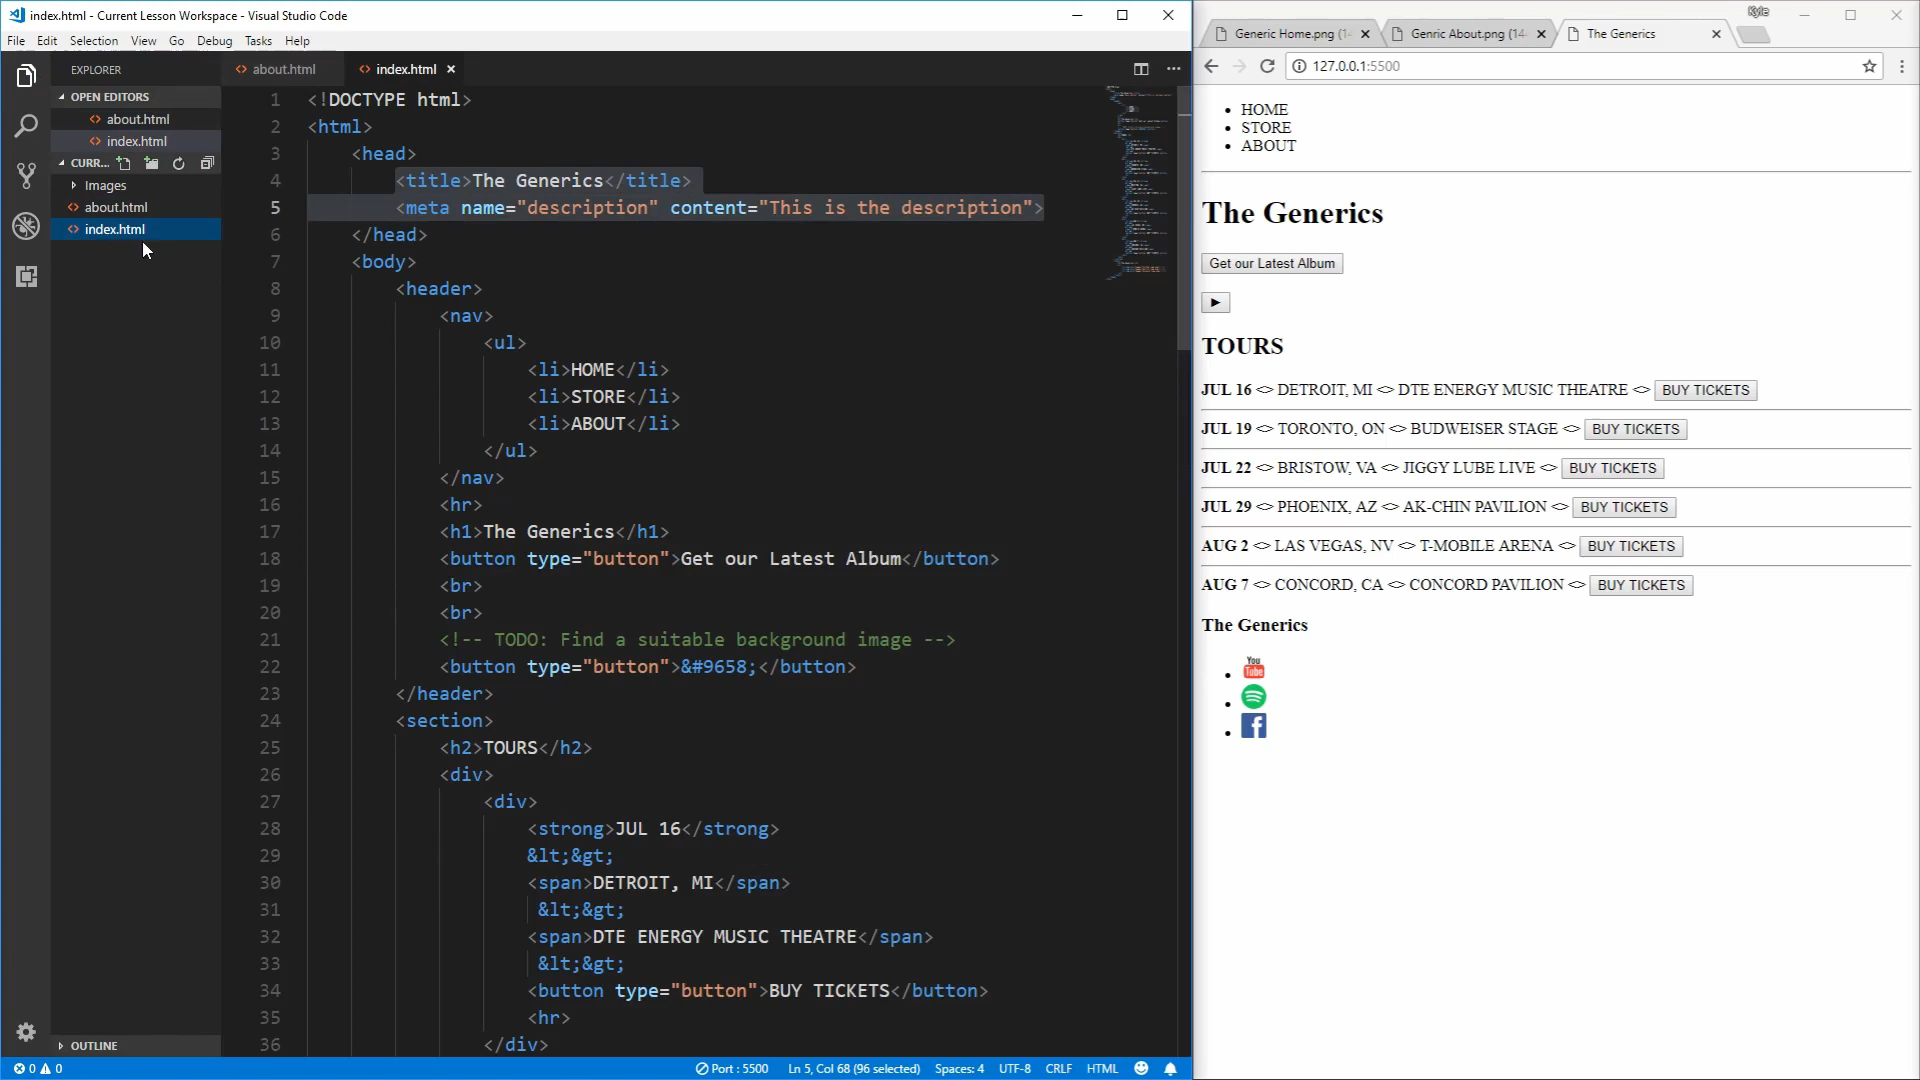 index.html - Current Lesson Workspace - Visual Studio Code
File Edit Selection View Go Debug Tasks Help
EXPLORER
OPEN EDITORS
about.html
index.html
CURR...
Images
about.html
index.html
OUTLINE
about.html index.html
1 <!DOCTYPE html>
2 <html>
3 <head>
4 <title>The Generics</title>
5 <meta name="description" content="This is the description">
6 </head>
7 <body>
8 <header>
9 <nav>
10 <ul>
11 <li>HOME</li>
12 <li>STORE</li>
13 <li>ABOUT</li>
14 </ul>
15 </nav>
16 <hr>
17 <h1>The Generics</h1>
18 <button type="button">Get our Latest Album</button>
19 <br>
20 <br>
21 <!-- TODO: Find a suitable background image -->
22 <button type="button">&#9658;</button>
23 </header>
24 <section>
25 <h2>TOURS</h2>
26 <div>
27 <div>
28 <strong>JUL 16</strong>
29 &lt;&gt;
30 <span>DETROIT, MI</span>
31 &lt;&gt;
32 <span>DTE ENERGY MUSIC THEATRE</span>
33 &lt;&gt;
34 <button type="button">BUY TICKETS</button>
35 <hr>
36 </div>
0 0
Port : 5500 Ln 5, Col 68 (96 selected) Spaces: 4 UTF-8 CRLF HTML
Kyle
Generic Home.png (14 Genric About.png (14 The Generics
127.0.0.1:5500
HOME
STORE
ABOUT
The Generics
Get our Latest Album
TOURS
JUL 16 <> DETROIT, MI <> DTE ENERGY MUSIC THEATRE <> BUY TICKETS
JUL 19 <> TORONTO, ON <> BUDWEISER STAGE <> BUY TICKETS
JUL 22 <> BRISTOW, VA <> JIGGY LUBE LIVE <> BUY TICKETS
JUL 29 <> PHOENIX, AZ <> AK-CHIN PAVILION <> BUY TICKETS
AUG 2 <> LAS VEGAS, NV <> T-MOBILE ARENA <> BUY TICKETS
AUG 7 <> CONCORD, CA <> CONCORD PAVILION <> BUY TICKETS
The Generics
You
Tube